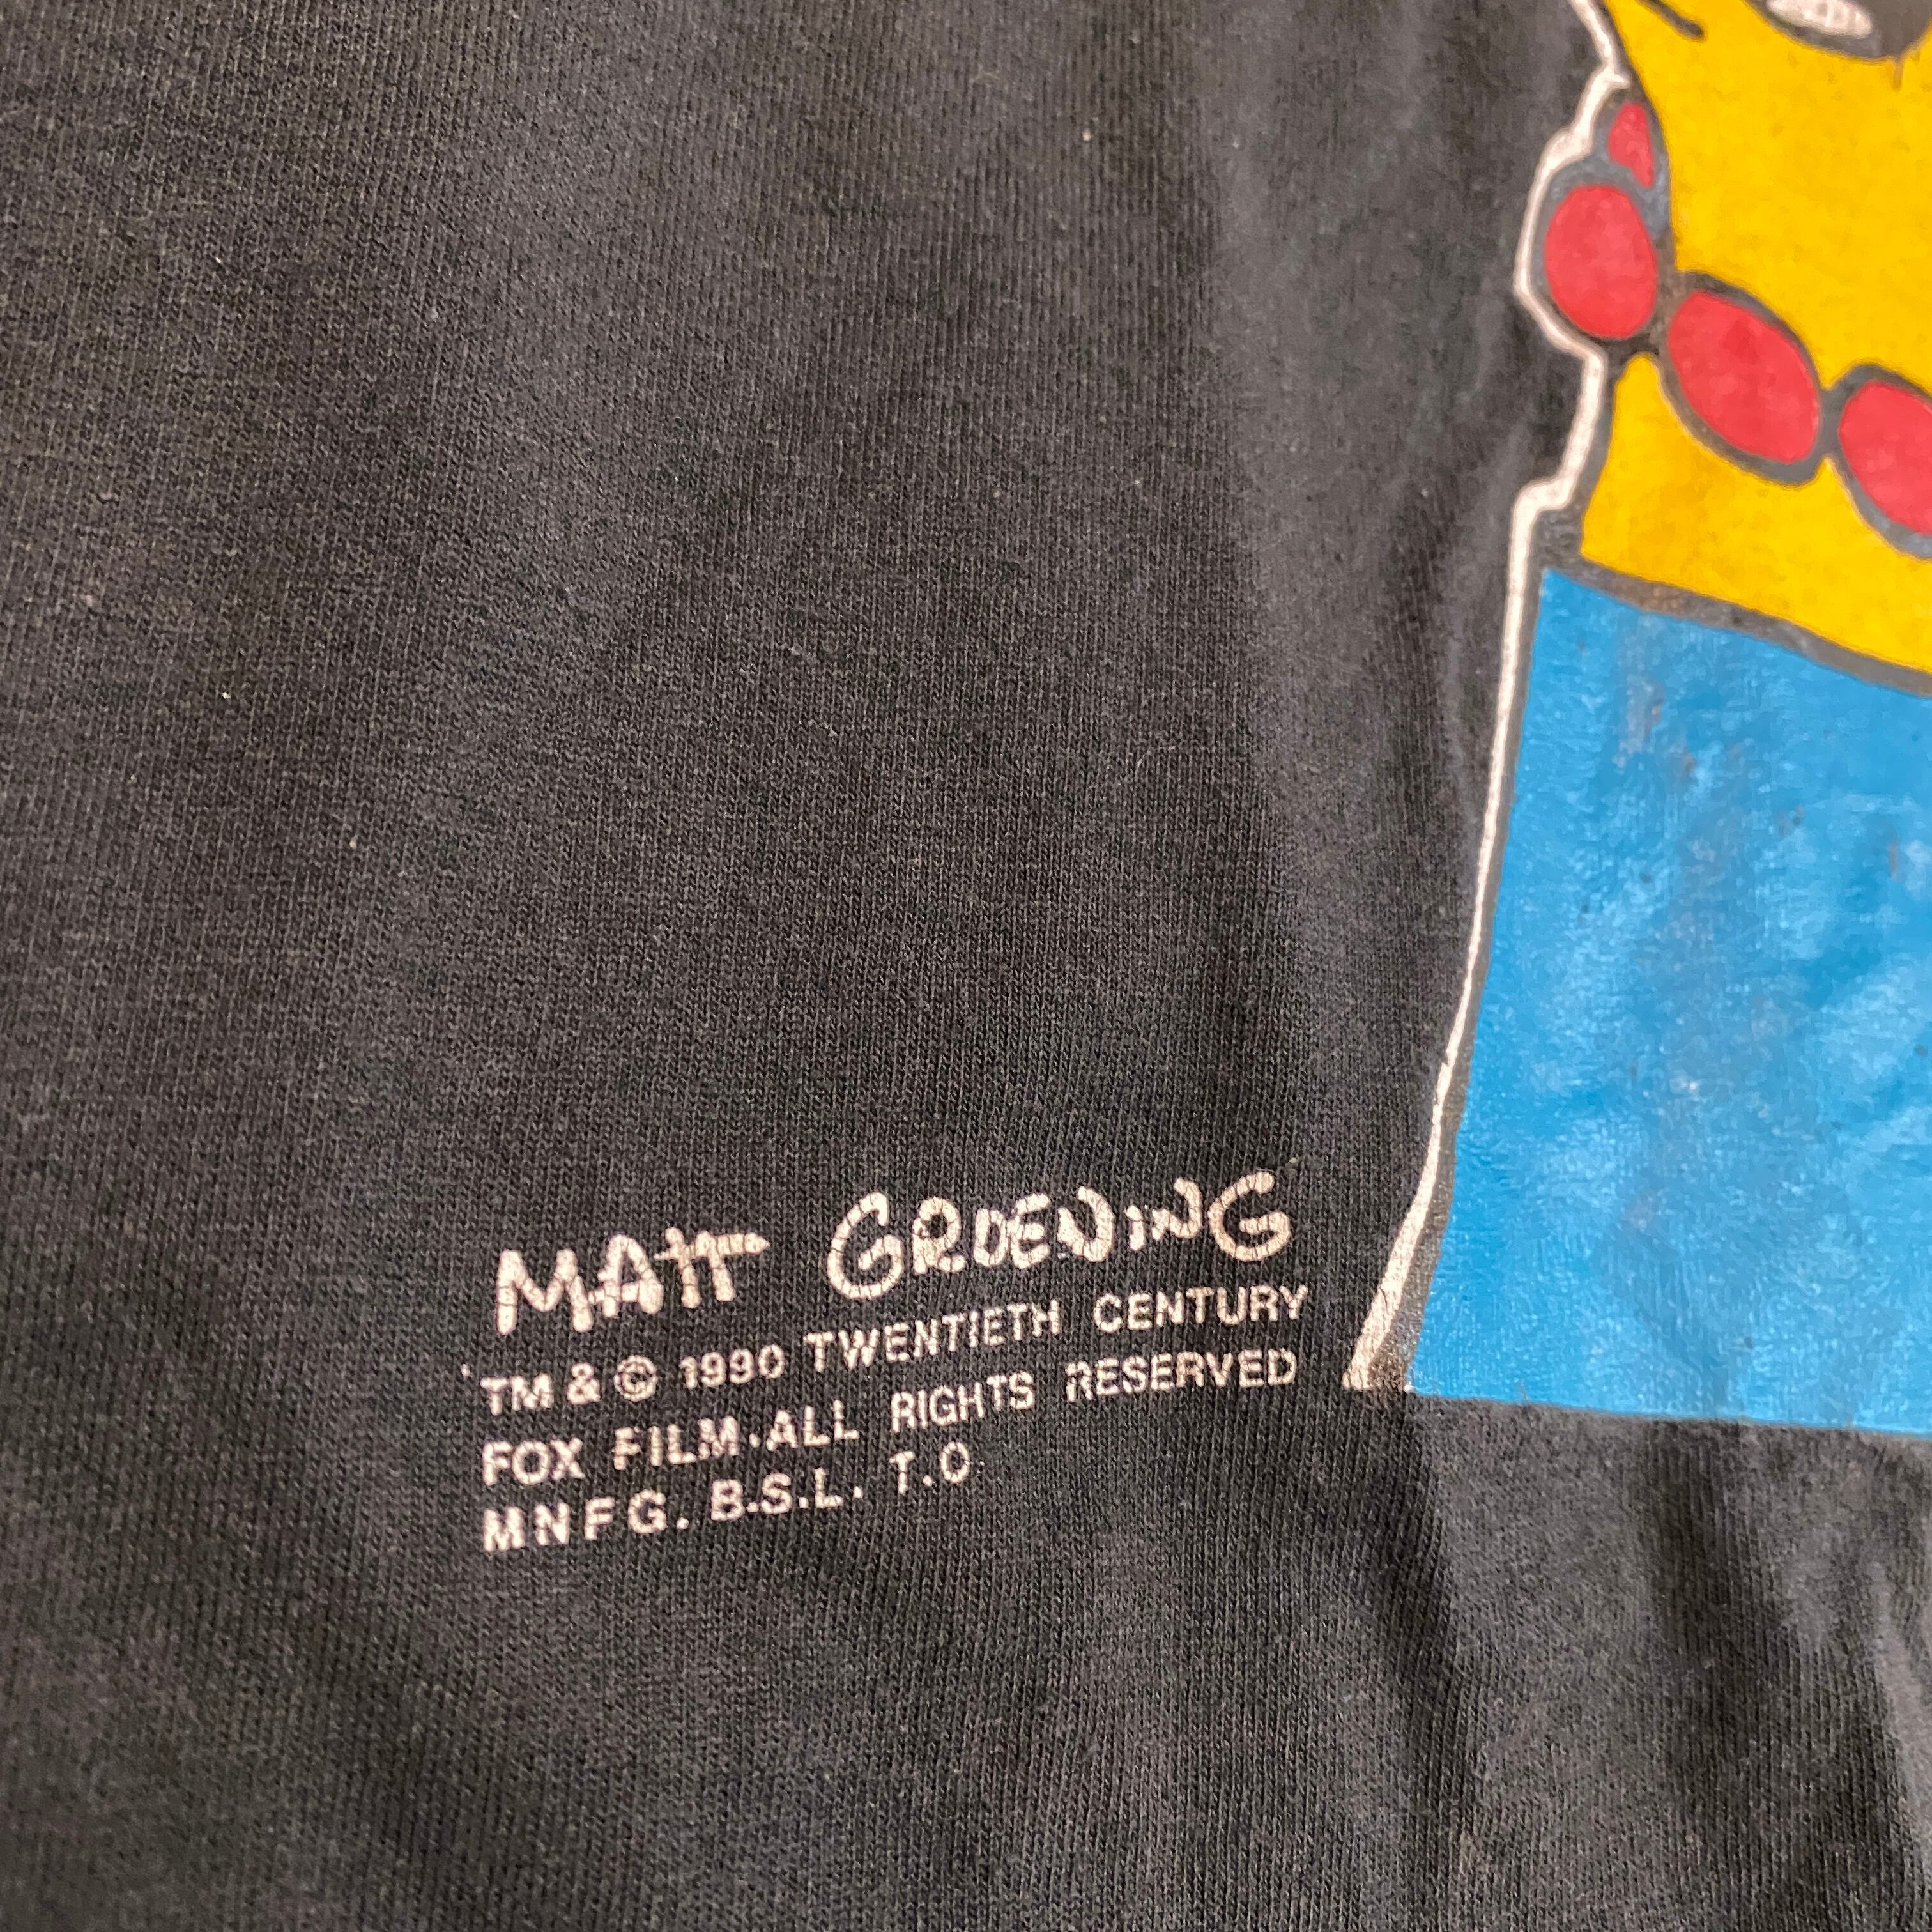 MATT GROENING
TM & © 1990 TWENTIETH CENTURY
FOX FILM·ALL RIGHTS RESERVED
MNFG. B.S.L. T.O